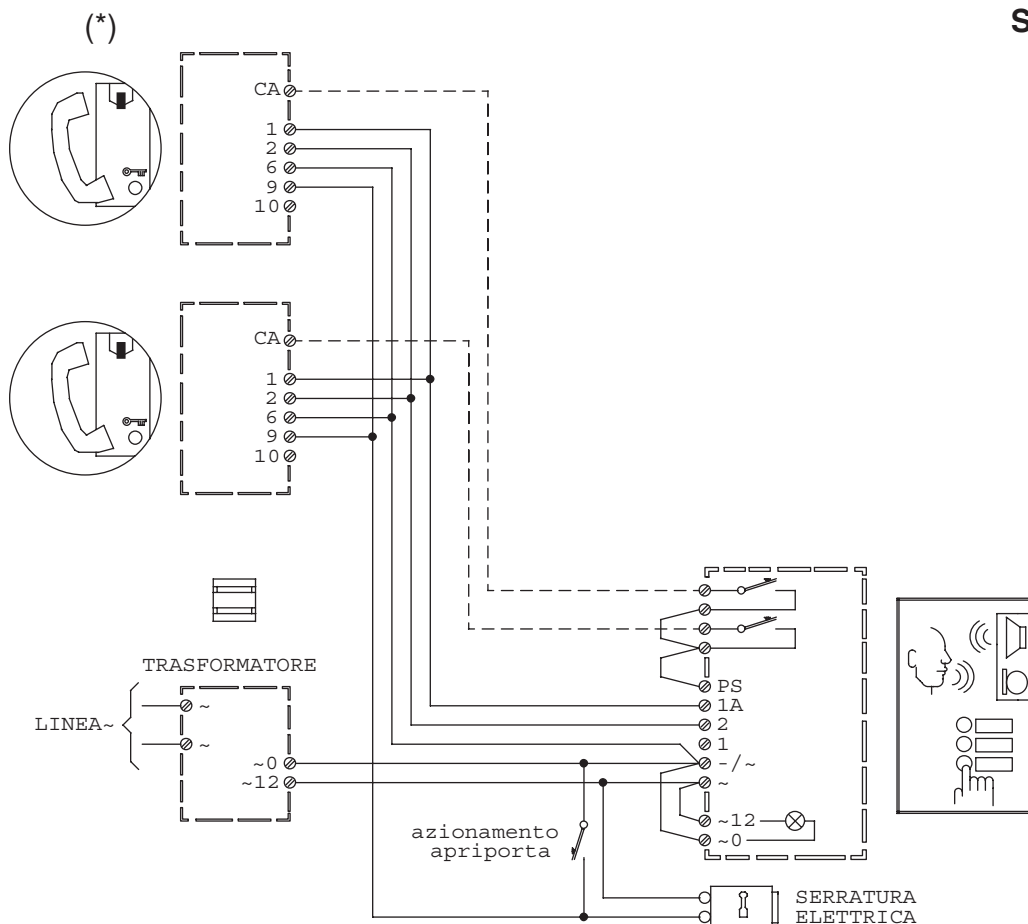 (*)
S
CA
1
2
6
9
10
CA
1
2
6
9
10
TRASFORMATORE
LINEA~
~
~
~0
~12
PS
1A
2
1
-/~
~
~12
~0
azionamento
apriporta
SERRATURA
ELETTRICA